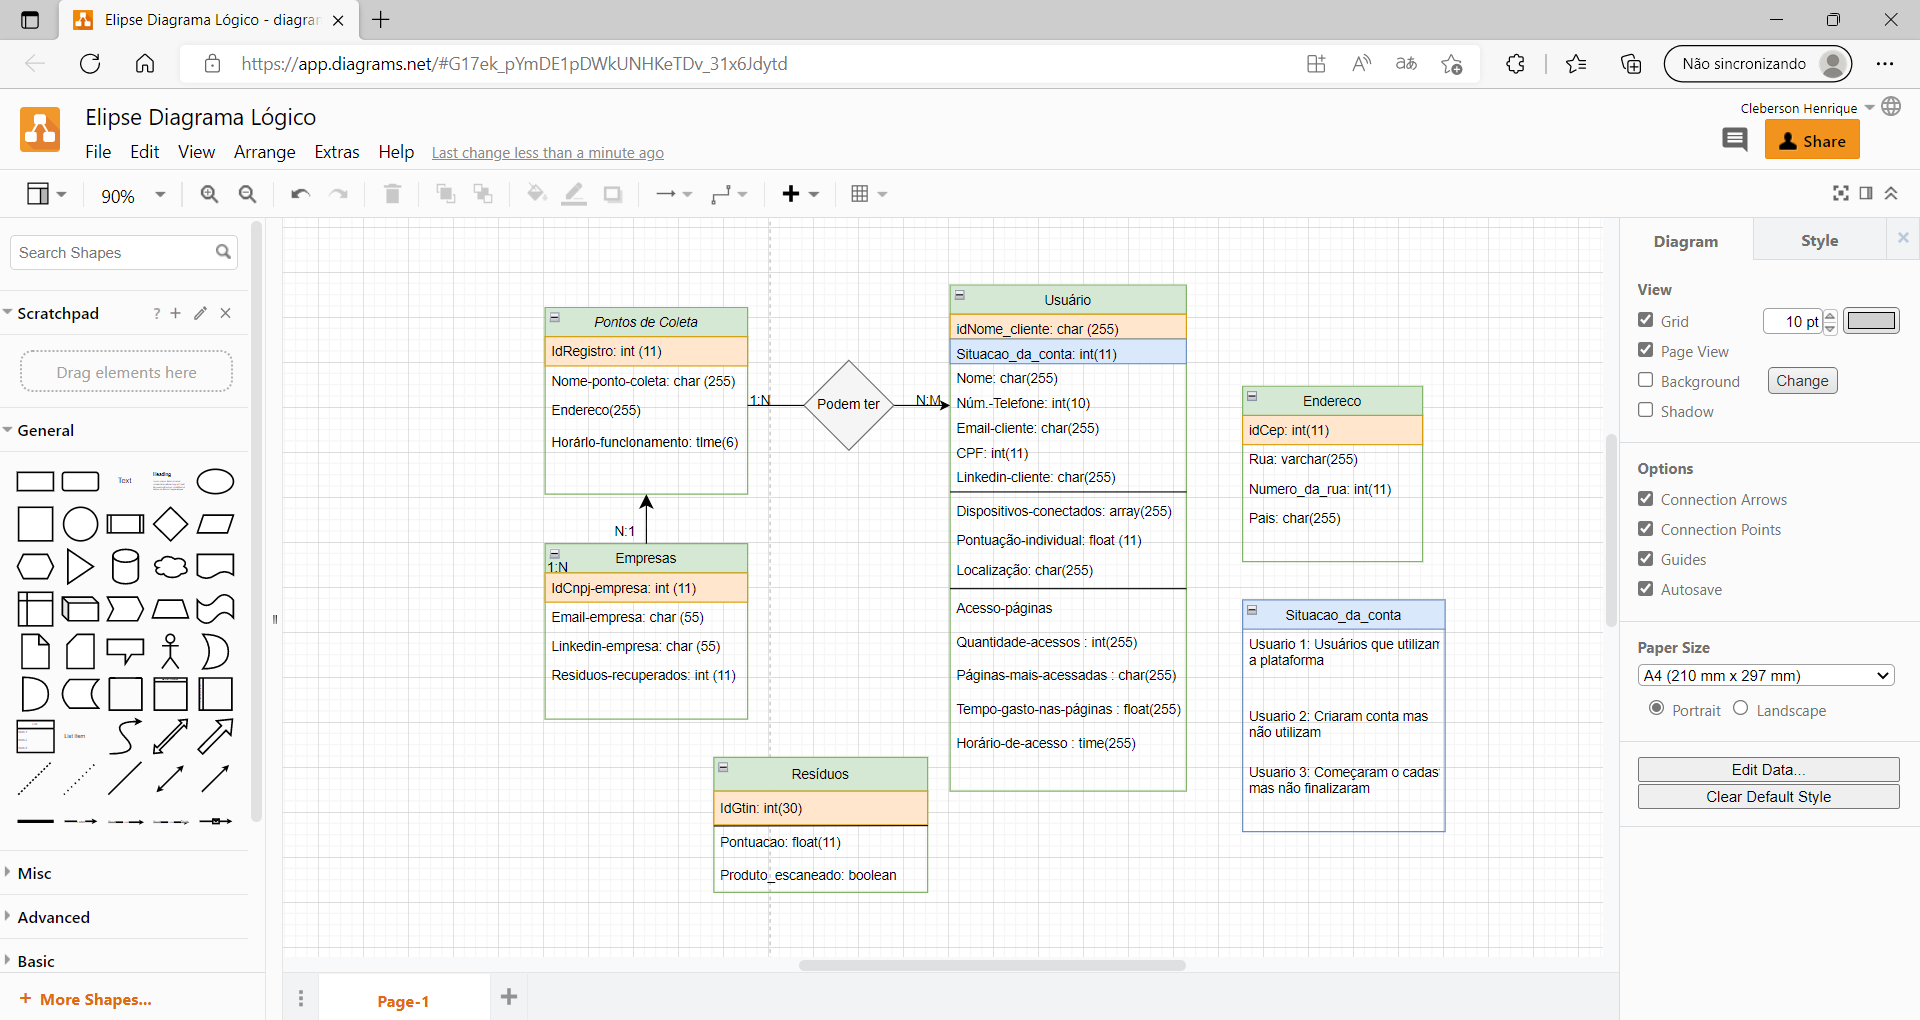 Elipse Diagrama Lógico - diagrar
https://app.diagrams.net/#G17ek_pYmDE1pDWkUNHKeTDv_31x6Jdytd
Não sincronizando
Elipse Diagrama Lógico
Cleberson Henrique
File Edit View Arrange Extras Help Last change less than a minute ago
Share
90%
Search Shapes
Scratchpad
Drag elements here
General
Text
Heading
List Item
Misc
Advanced
Basic
+ More Shapes...
Pontos de Coleta
IdRegistro: int (11)
Nome-ponto-coleta: char (255)
Endereco(255)
Horárlo-funclonamento: tIme(6)
1:N
Podem ter
N:M
N:1
Empresas
1:N
IdCnpj-empresa: int (11)
Email-empresa: char (55)
Linkedin-empresa: char (55)
Residuos-recuperados: int (11)
Resíduos
IdGtin: int(30)
Pontuacao: float(11)
Produto_escaneado: boolean
Usuário
idNome_cliente: char (255)
Situacao_da_conta: int(11)
Nome: char(255)
Núm.-Telefone: int(10)
Email-cliente: char(255)
CPF: int(11)
Linkedin-cliente: char(255)
Dispositivos-conectados: array(255)
Pontuação-individual: float (11)
Localização: char(255)
Acesso-páginas
Quantidade-acessos : int(255)
Páginas-mais-acessadas : char(255)
Tempo-gasto-nas-páginas : float(255)
Horário-de-acesso : time(255)
Endereco
idCep: int(11)
Rua: varchar(255)
Numero_da_rua: int(11)
Pais: char(255)
Situacao_da_conta
Usuario 1: Usuários que utilizam
a plataforma
Usuario 2: Criaram conta mas
não utilizam
Usuario 3: Começaram o cadas
mas não finalizaram
Page-1
Diagram
Style
View
Grid
10 pt
Page View
Background
Change
Shadow
Options
Connection Arrows
Connection Points
Guides
Autosave
Paper Size
A4 (210 mm x 297 mm)
Portrait
Landscape
Edit Data...
Clear Default Style